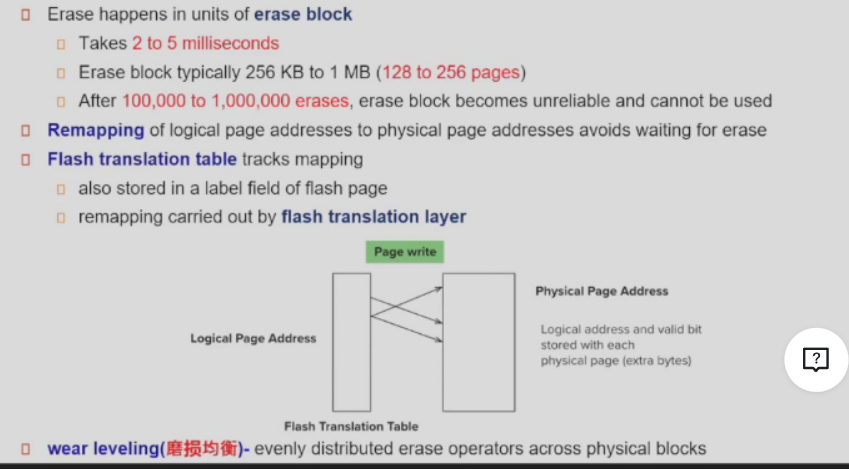 Erase happens in units of erase block
Takes 2 to 5 milliseconds
Erase block typically 256 KB to 1 MB (128 to 256 pages)
After 100,000 to 1,000,000 erases, erase block becomes unreliable and cannot be used
Remapping of logical page addresses to physical page addresses avoids waiting for erase
Flash translation table tracks mapping
also stored in a label field of flash page
remapping carried out by flash translation layer
Page write
Physical Page Address
Logical Page Address
Logical address and valid bit
stored with each
physical page (extra bytes)
Flash Translation Table
wear leveling(磨损均衡)- evenly distributed erase operators across physical blocks
?